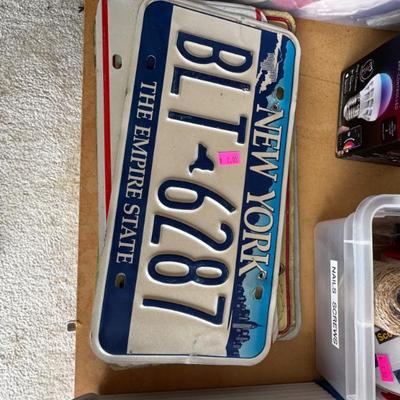 NEW YORK
BLT 6287
THE EMPIRE STATE
NAILS SCREWS